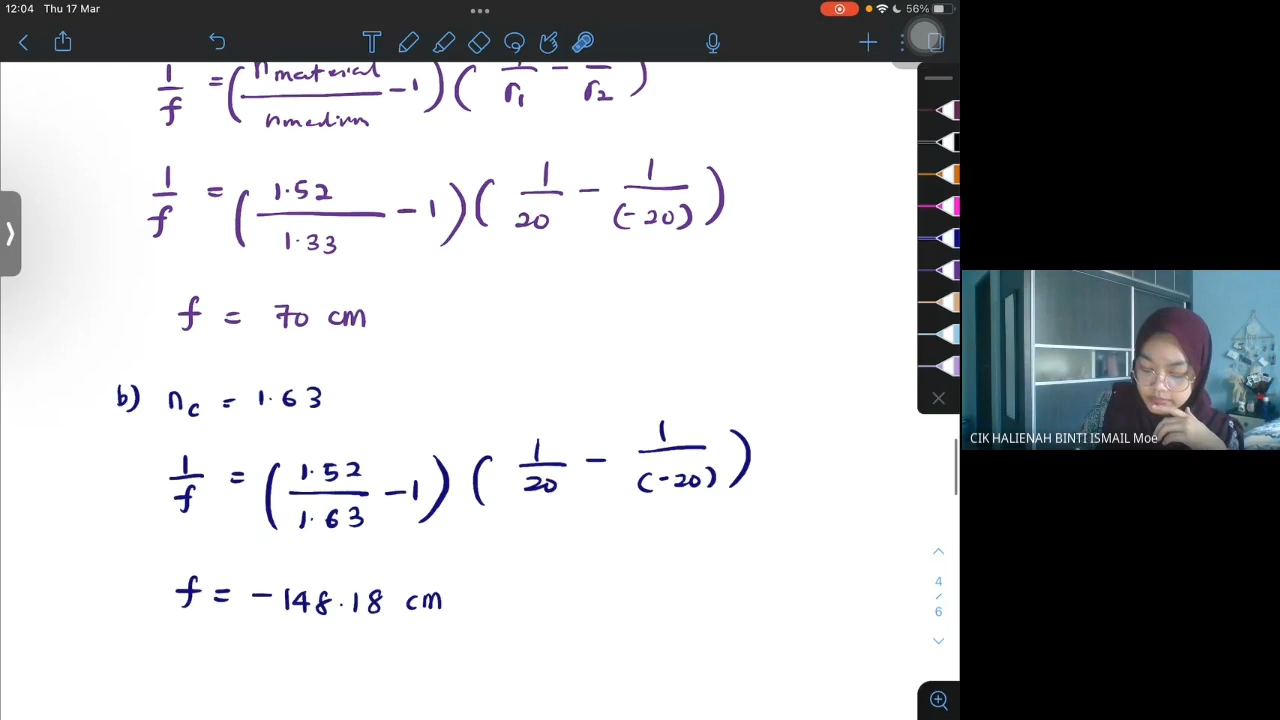 12:04 Thu 17 Mar
56%
1/f = (n material / n medium - 1) (1/r1 - 1/r2)
1/f = (1.52 / 1.33 - 1) (1/20 - 1/(-20))
f = 70 cm
b) nc = 1.63
1/f = (1.52 / 1.63 - 1) (1/20 - 1/(-20))
f = - 148.18 cm
4
/
6
CIK HALIENAH BINTI ISMAIL Moe